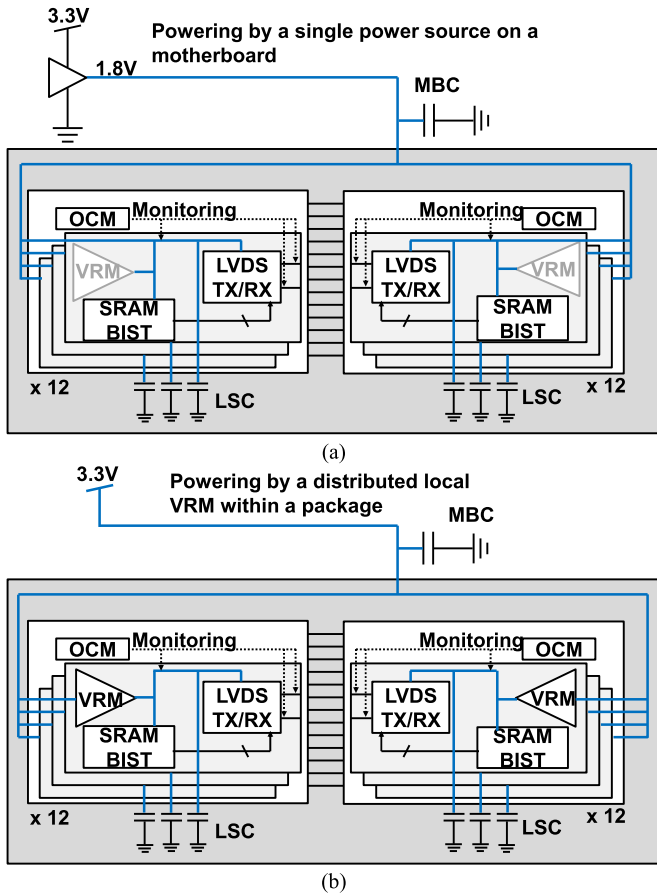 3.3V
Powering by a single power source on a
motherboard
1.8V
MBC
OCM
Monitoring
VRM
LVDS
TX/RX
SRAM
BIST
x 12
LSC
Monitoring
OCM
LVDS
TX/RX
VRM
SRAM
BIST
LSC
x 12
(a)
3.3V
Powering by a distributed local
VRM within a package
MBC
OCM
Monitoring
VRM
LVDS
TX/RX
SRAM
BIST
x 12
LSC
Monitoring
OCM
LVDS
TX/RX
VRM
SRAM
BIST
LSC
x 12
(b)